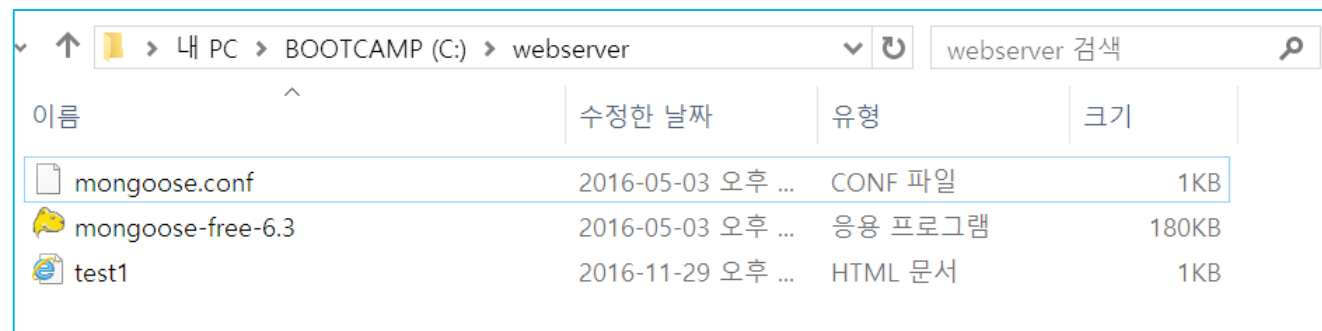 내 PC > BOOTCAMP (C:) > webserver webserver 검색
이름 수정한 날짜 유형 크기
mongoose.conf 2016-05-03 오후 ... CONF 파일 1KB
mongoose-free-6.3 2016-05-03 오후 ... 응용 프로그램 180KB
test1 2016-11-29 오후 ... HTML 문서 1KB